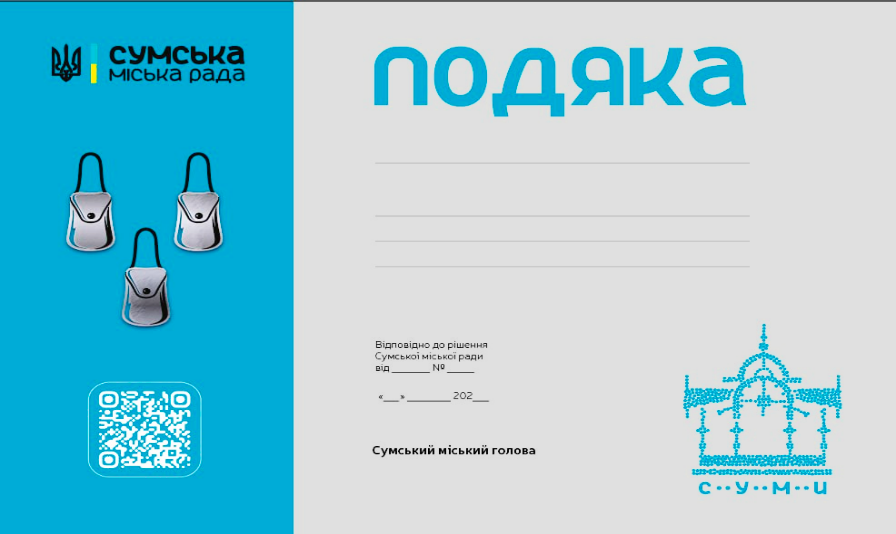 СУМСЬКА
МІСЬКА РАДА
ПОДЯКА
Відповідно до рішення
Сумської міської ради
від _______ № _____
«___» ________ 202___
Сумський міський голова
С··У··М··И